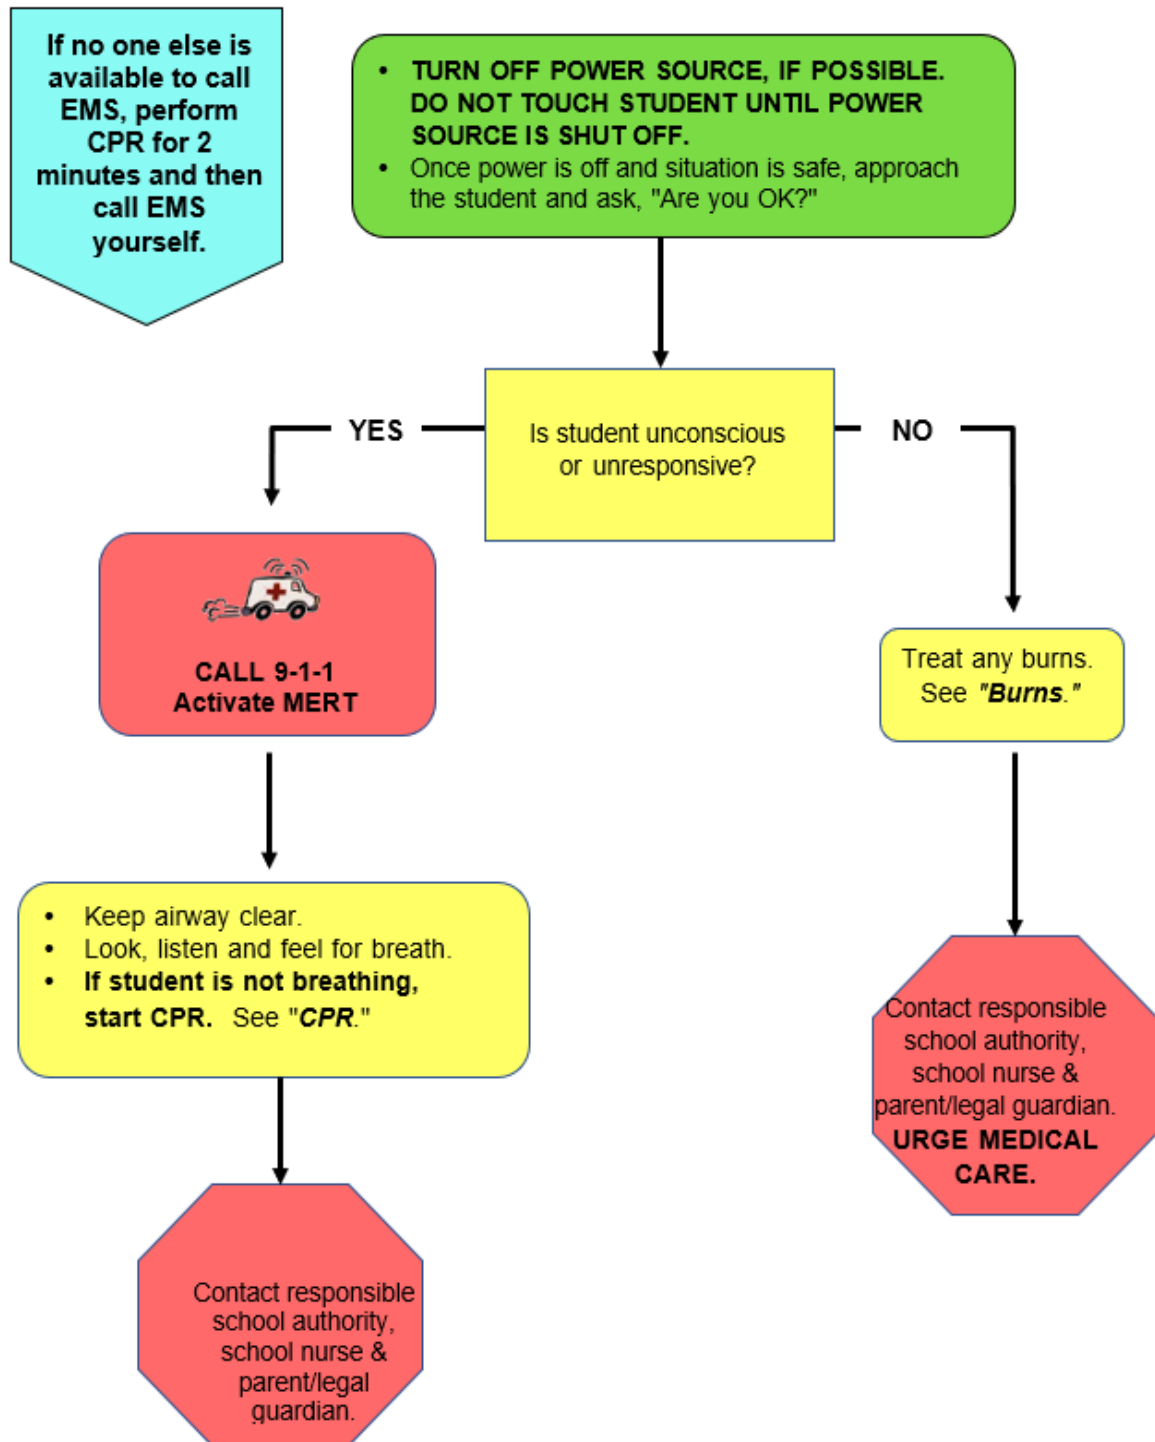 If no one else is
available to call
EMS, perform
CPR for 2
minutes and then
call EMS
yourself.
• TURN OFF POWER SOURCE, IF POSSIBLE.
DO NOT TOUCH STUDENT UNTIL POWER
SOURCE IS SHUT OFF.
• Once power is off and situation is safe, approach
the student and ask, "Are you OK?"
Is student unconscious
or unresponsive?
YES
NO
CALL 9-1-1
Activate MERT
Treat any burns.
See "Burns."
• Keep airway clear.
• Look, listen and feel for breath.
• If student is not breathing,
start CPR. See "CPR."
Contact responsible
school authority,
school nurse &
parent/legal guardian.
URGE MEDICAL
CARE.
Contact responsible
school authority,
school nurse &
parent/legal
guardian.